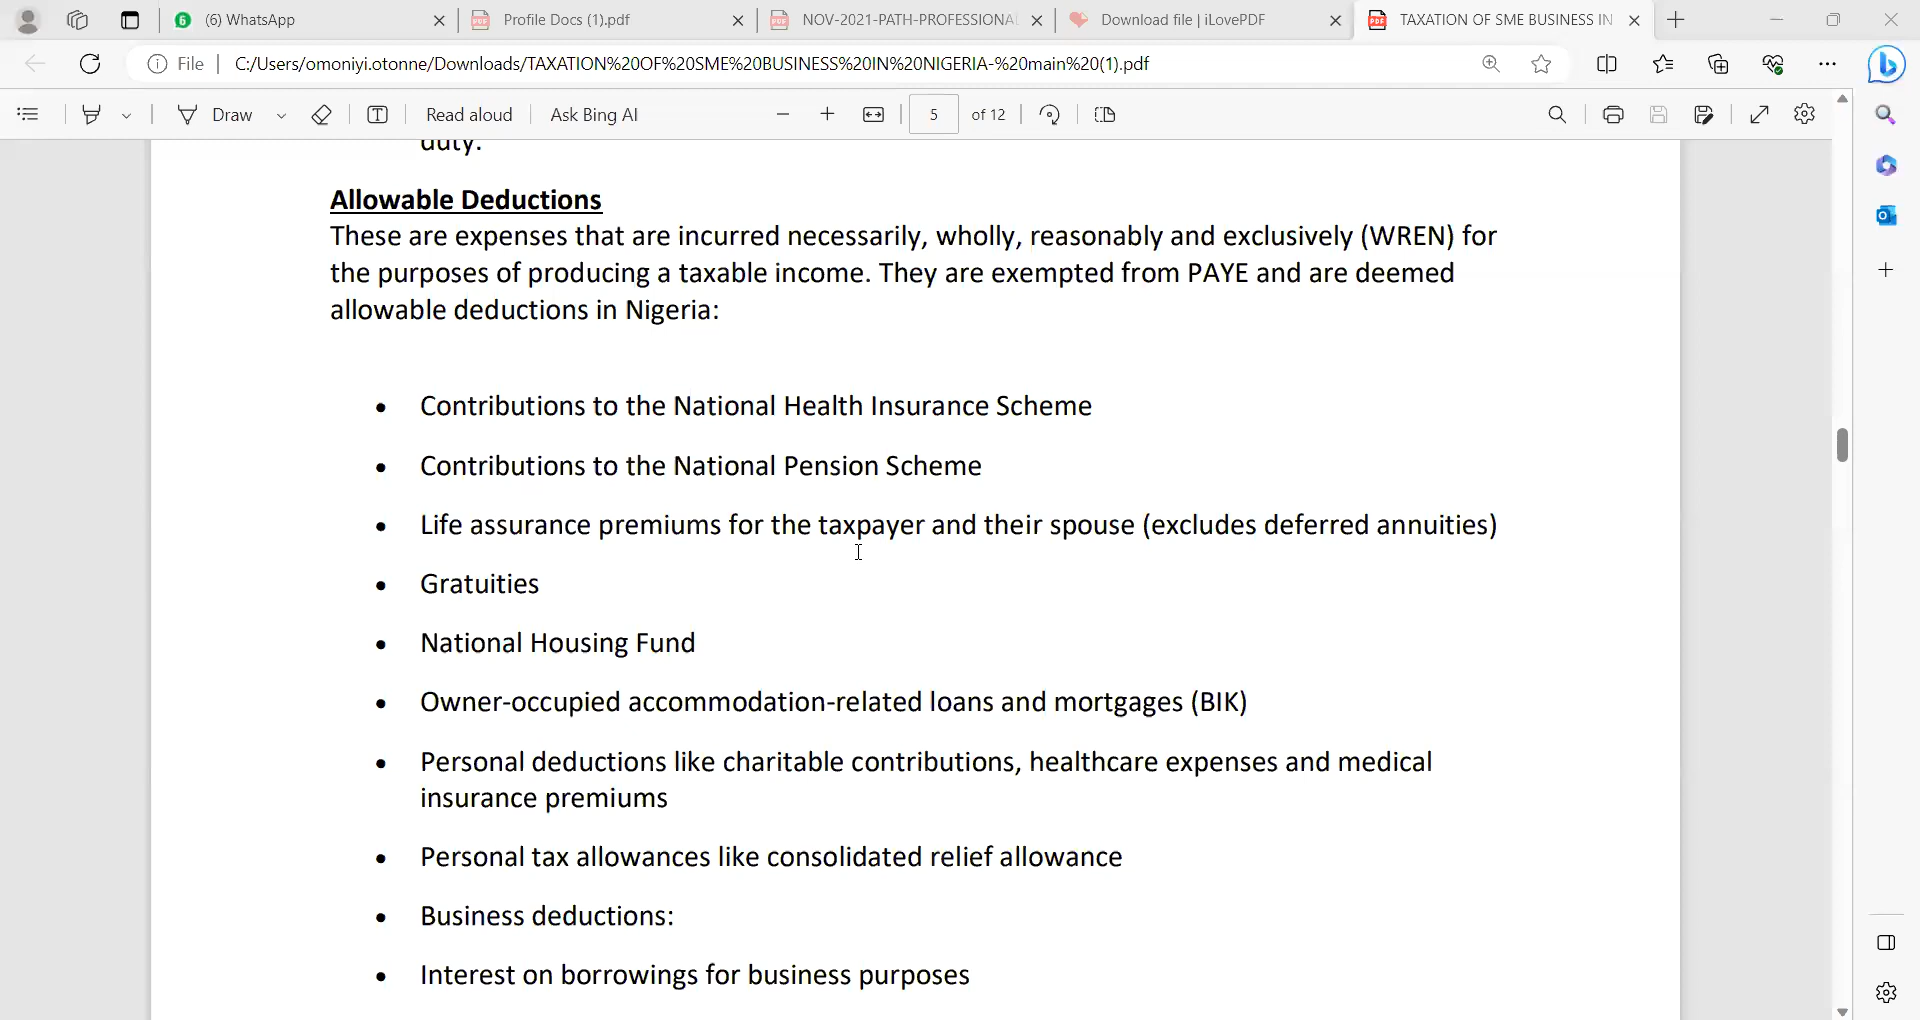 (6) WhatsApp
Profile Docs (1).pdf
NOV-2021-PATH-PROFESSIONAL
Download file | iLovePDF
TAXATION OF SME BUSINESS IN
File
C:/Users/omoniyi.otonne/Downloads/TAXATION%20OF%20SME%20BUSINESS%20IN%20NIGERIA-%20main%20(1).pdf
Draw
Read aloud
Ask Bing AI
5 of 12
duty.
Allowable Deductions
These are expenses that are incurred necessarily, wholly, reasonably and exclusively (WREN) for
the purposes of producing a taxable income. They are exempted from PAYE and are deemed
allowable deductions in Nigeria:
• Contributions to the National Health Insurance Scheme
• Contributions to the National Pension Scheme
• Life assurance premiums for the taxpayer and their spouse (excludes deferred annuities)
• Gratuities
• National Housing Fund
• Owner-occupied accommodation-related loans and mortgages (BIK)
• Personal deductions like charitable contributions, healthcare expenses and medical
insurance premiums
• Personal tax allowances like consolidated relief allowance
• Business deductions:
• Interest on borrowings for business purposes